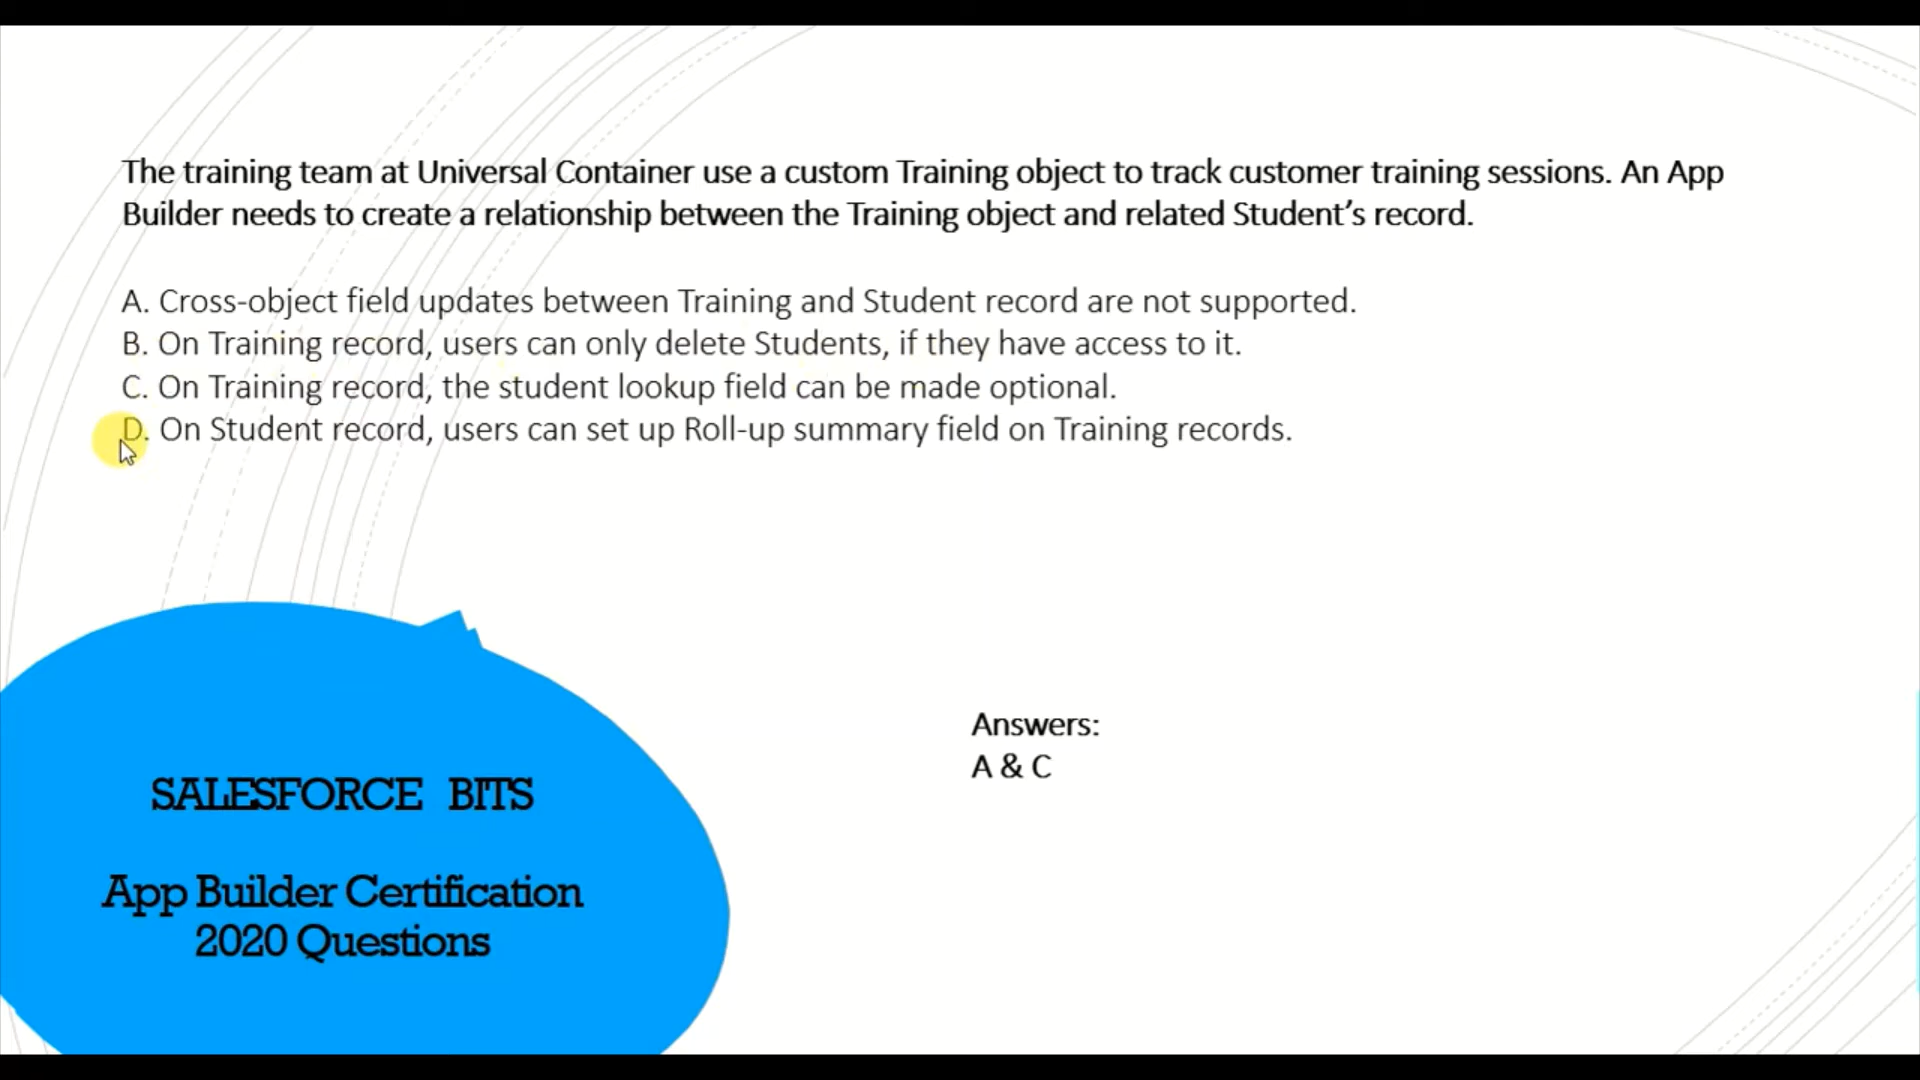 The training team at Universal Container use a custom Training object to track customer training sessions. An App
Builder needs to create a relationship between the Training object and related Student’s record.
A. Cross-object field updates between Training and Student record are not supported.
B. On Training record, users can only delete Students, if they have access to it.
C. On Training record, the student lookup field can be made optional.
D. On Student record, users can set up Roll-up summary field on Training records.
Answers:
A & C
SALESFORCE BITS
App Builder Certification
2020 Questions